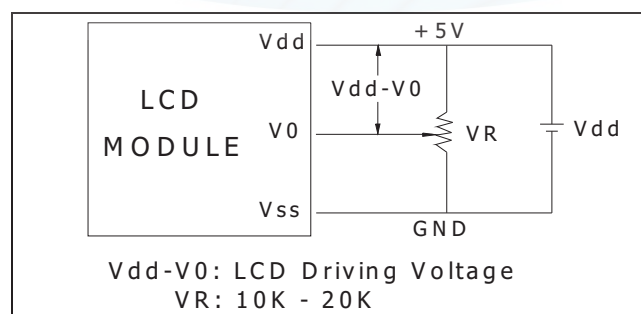 Vdd
+5V
Vdd-V0
LCD
MODULE
V0
VR
Vdd
Vss
GND
Vdd-V0: LCD Driving Voltage
VR: 10K - 20K